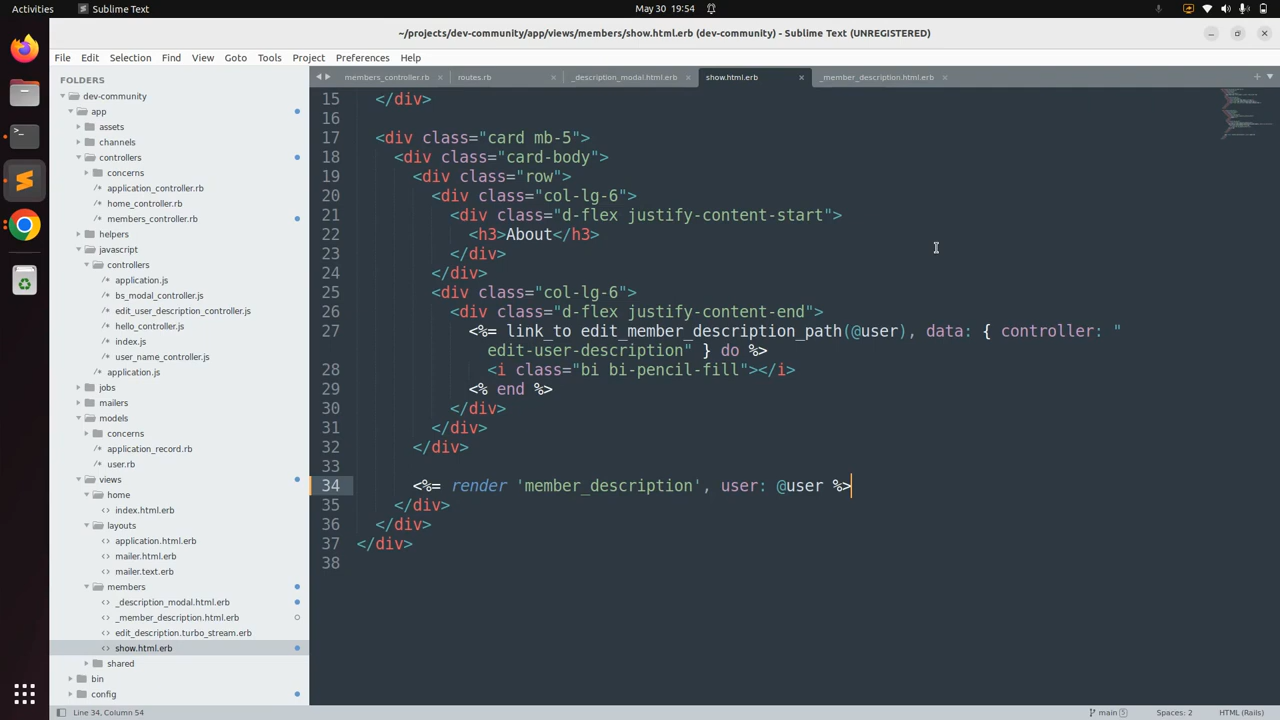 Activities
Sublime Text
May 30 19:54
~/projects/dev-community/app/views/members/show.html.erb (dev-community) - Sublime Text (UNREGISTERED)
File Edit Selection Find View Goto Tools Project Preferences Help
FOLDERS
dev-community
app
assets
channels
controllers
concerns
application_controller.rb
home_controller.rb
members_controller.rb
helpers
javascript
controllers
application.js
bs_modal_controller.js
edit_user_description_controller.js
hello_controller.js
index.js
user_name_controller.js
application.js
jobs
mailers
models
concerns
application_record.rb
user.rb
views
home
index.html.erb
layouts
application.html.erb
mailer.html.erb
mailer.text.erb
members
_description_modal.html.erb
_member_description.html.erb
edit_description.turbo_stream.erb
show.html.erb
shared
bin
config
members_controller.rb
routes.rb
_description_modal.html.erb
show.html.erb
_member_description.html.erb
15 </div>
16
17 <div class="card mb-5">
18 <div class="card-body">
19 <div class="row">
20 <div class="col-lg-6">
21 <div class="d-flex justify-content-start">
22 <h3>About</h3>
23 </div>
24 </div>
25 <div class="col-lg-6">
26 <div class="d-flex justify-content-end">
27 <%= link_to edit_member_description_path(@user), data: { controller: "
edit-user-description" } do %>
28 <i class="bi bi-pencil-fill"></i>
29 <% end %>
30 </div>
31 </div>
32 </div>
33
34 <%= render 'member_description', user: @user %>
35 </div>
36 </div>
37 </div>
38
Line 34, Column 54
main 5
Spaces: 2
HTML (Rails)